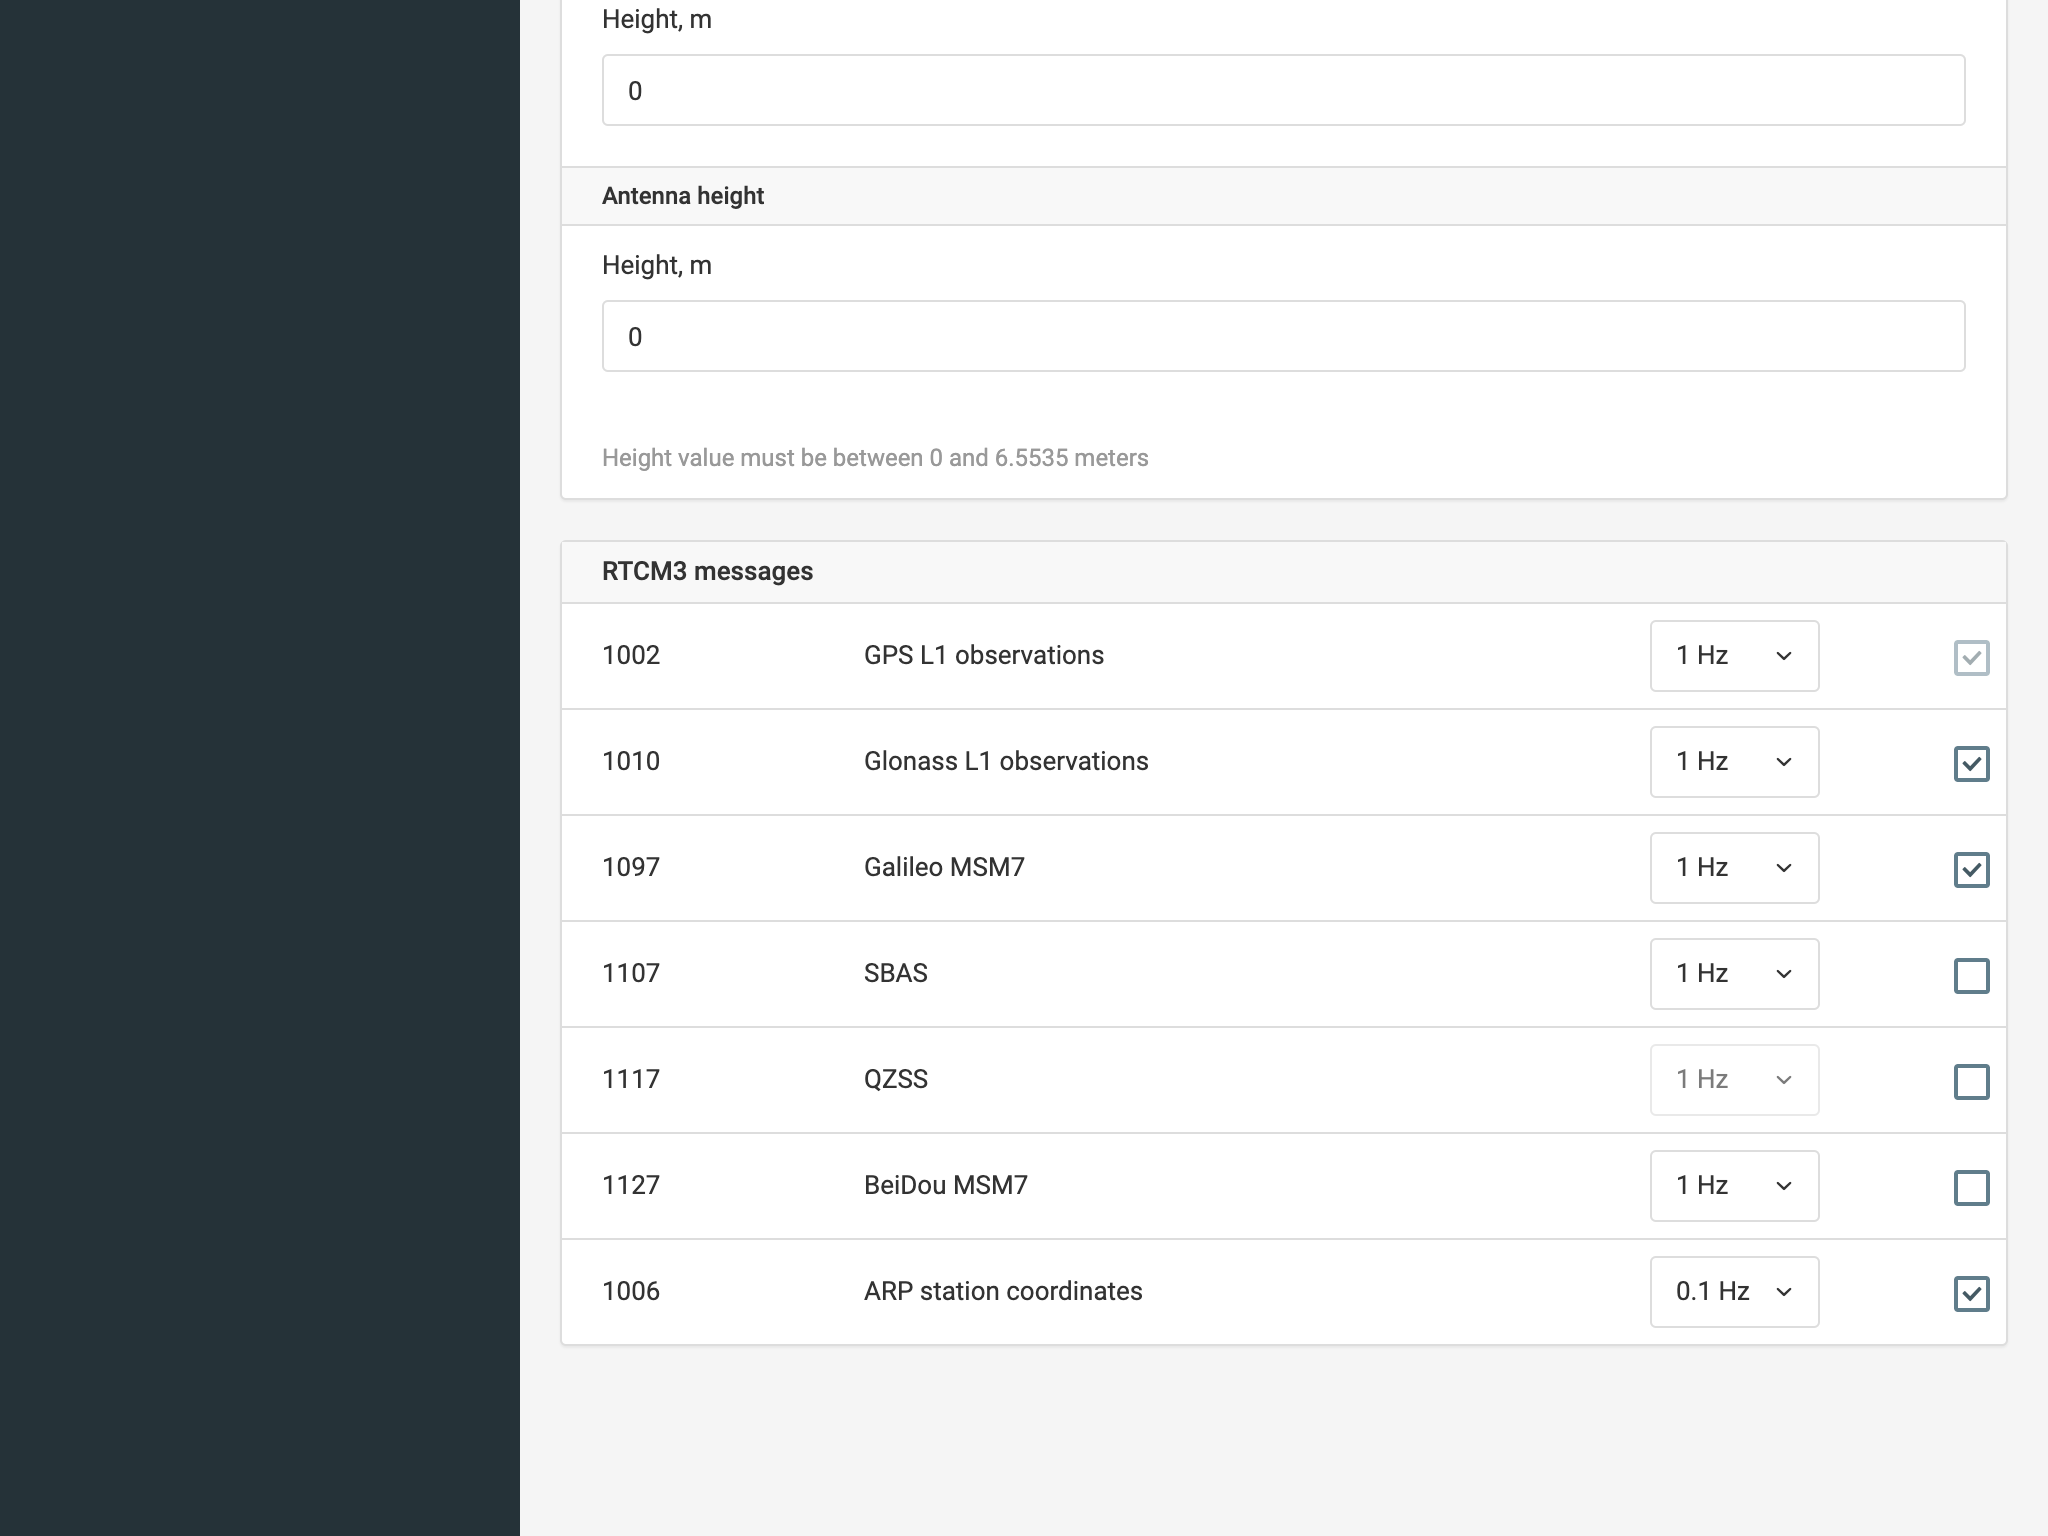 Height, m
0
Antenna height
Height, m
0
Height value must be between 0 and 6.5535 meters
RTCM3 messages
1002 GPS L1 observations 1 Hz
1010 Glonass L1 observations 1 Hz
1097 Galileo MSM7 1 Hz
1107 SBAS 1 Hz
1117 QZSS 1 Hz
1127 BeiDou MSM7 1 Hz
1006 ARP station coordinates 0.1 Hz